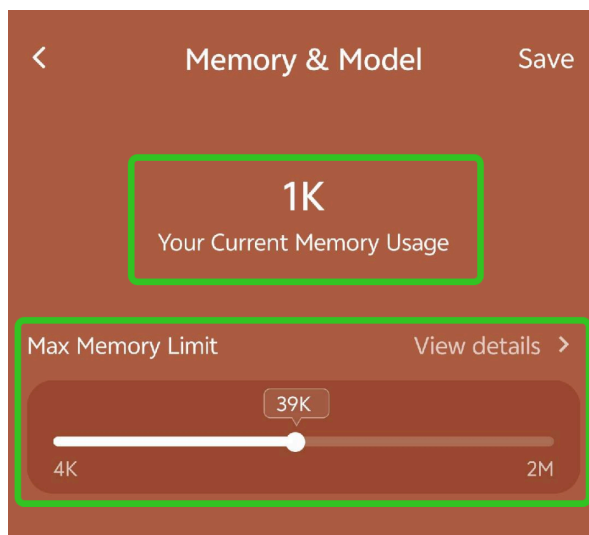 Memory & Model
Save
1K
Your Current Memory Usage
Max Memory Limit
View details
39K
4K
2M